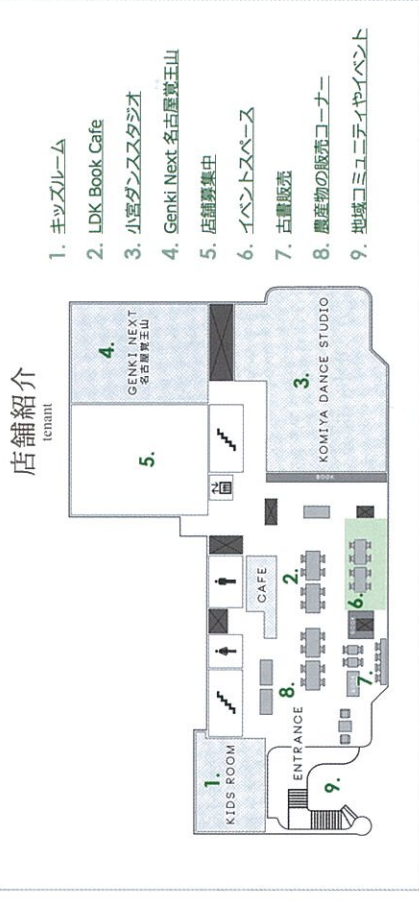 店舗紹介
tenant
1. キッズルーム
2. LDK Book Cafe
3. 小宮ダンススタジオ
4. Genki Next 名古屋覚王山
5. 店舗募集中
6. イベントスペース
7. 古書販売
8. 農産物の販売コーナー
9. 地域コミュニティやイベント
4.
GENKI NEXT
名古屋覚王山
5.
3.
KOMIYA DANCE STUDIO
BOOK
CAFE
2.
6.
8.
7.
ENTRANCE
1.
KIDS ROOM
9.